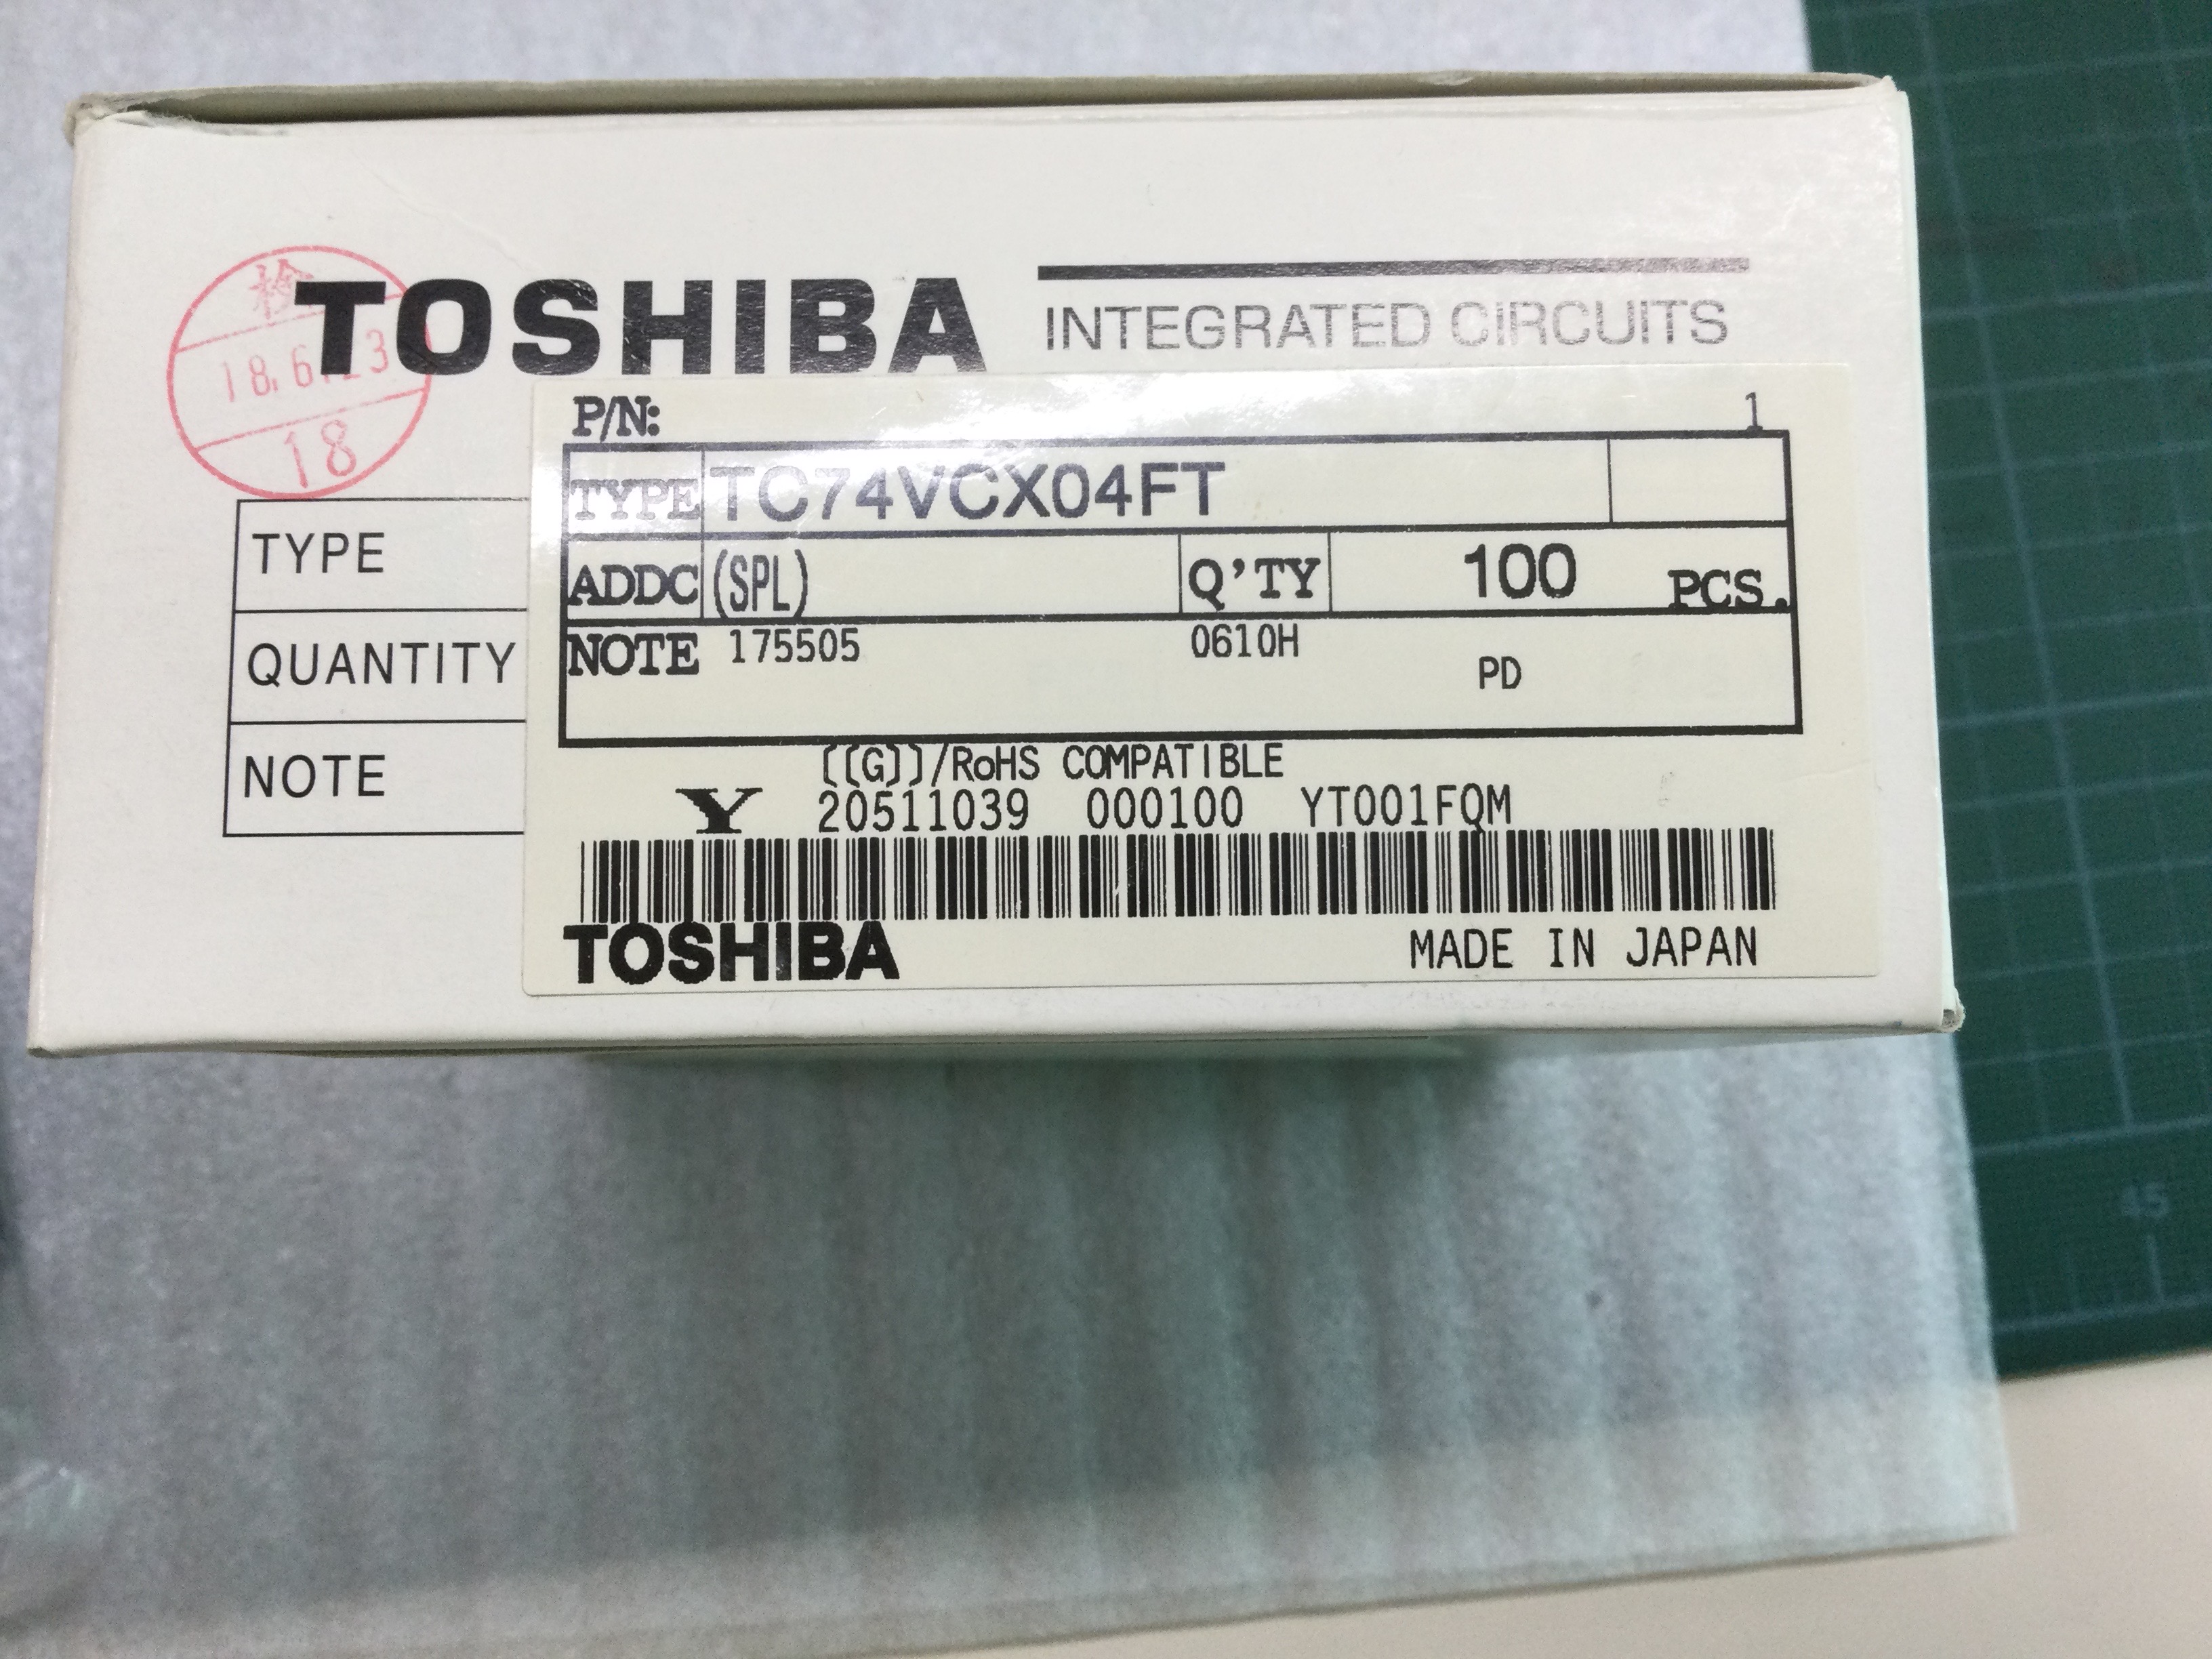 TOSHIBA INTEGRATED CIRCUITS
検
18.6.23
18
TYPE
QUANTITY
NOTE
P/N: 1
TYPE TC74VCX04FT
ADDC (SPL) Q'TY 100 PCS.
NOTE 175505 0610H PD
[[G]]/RoHS COMPATIBLE
Y 20511039 000100 YT001FQM
TOSHIBA MADE IN JAPAN
45